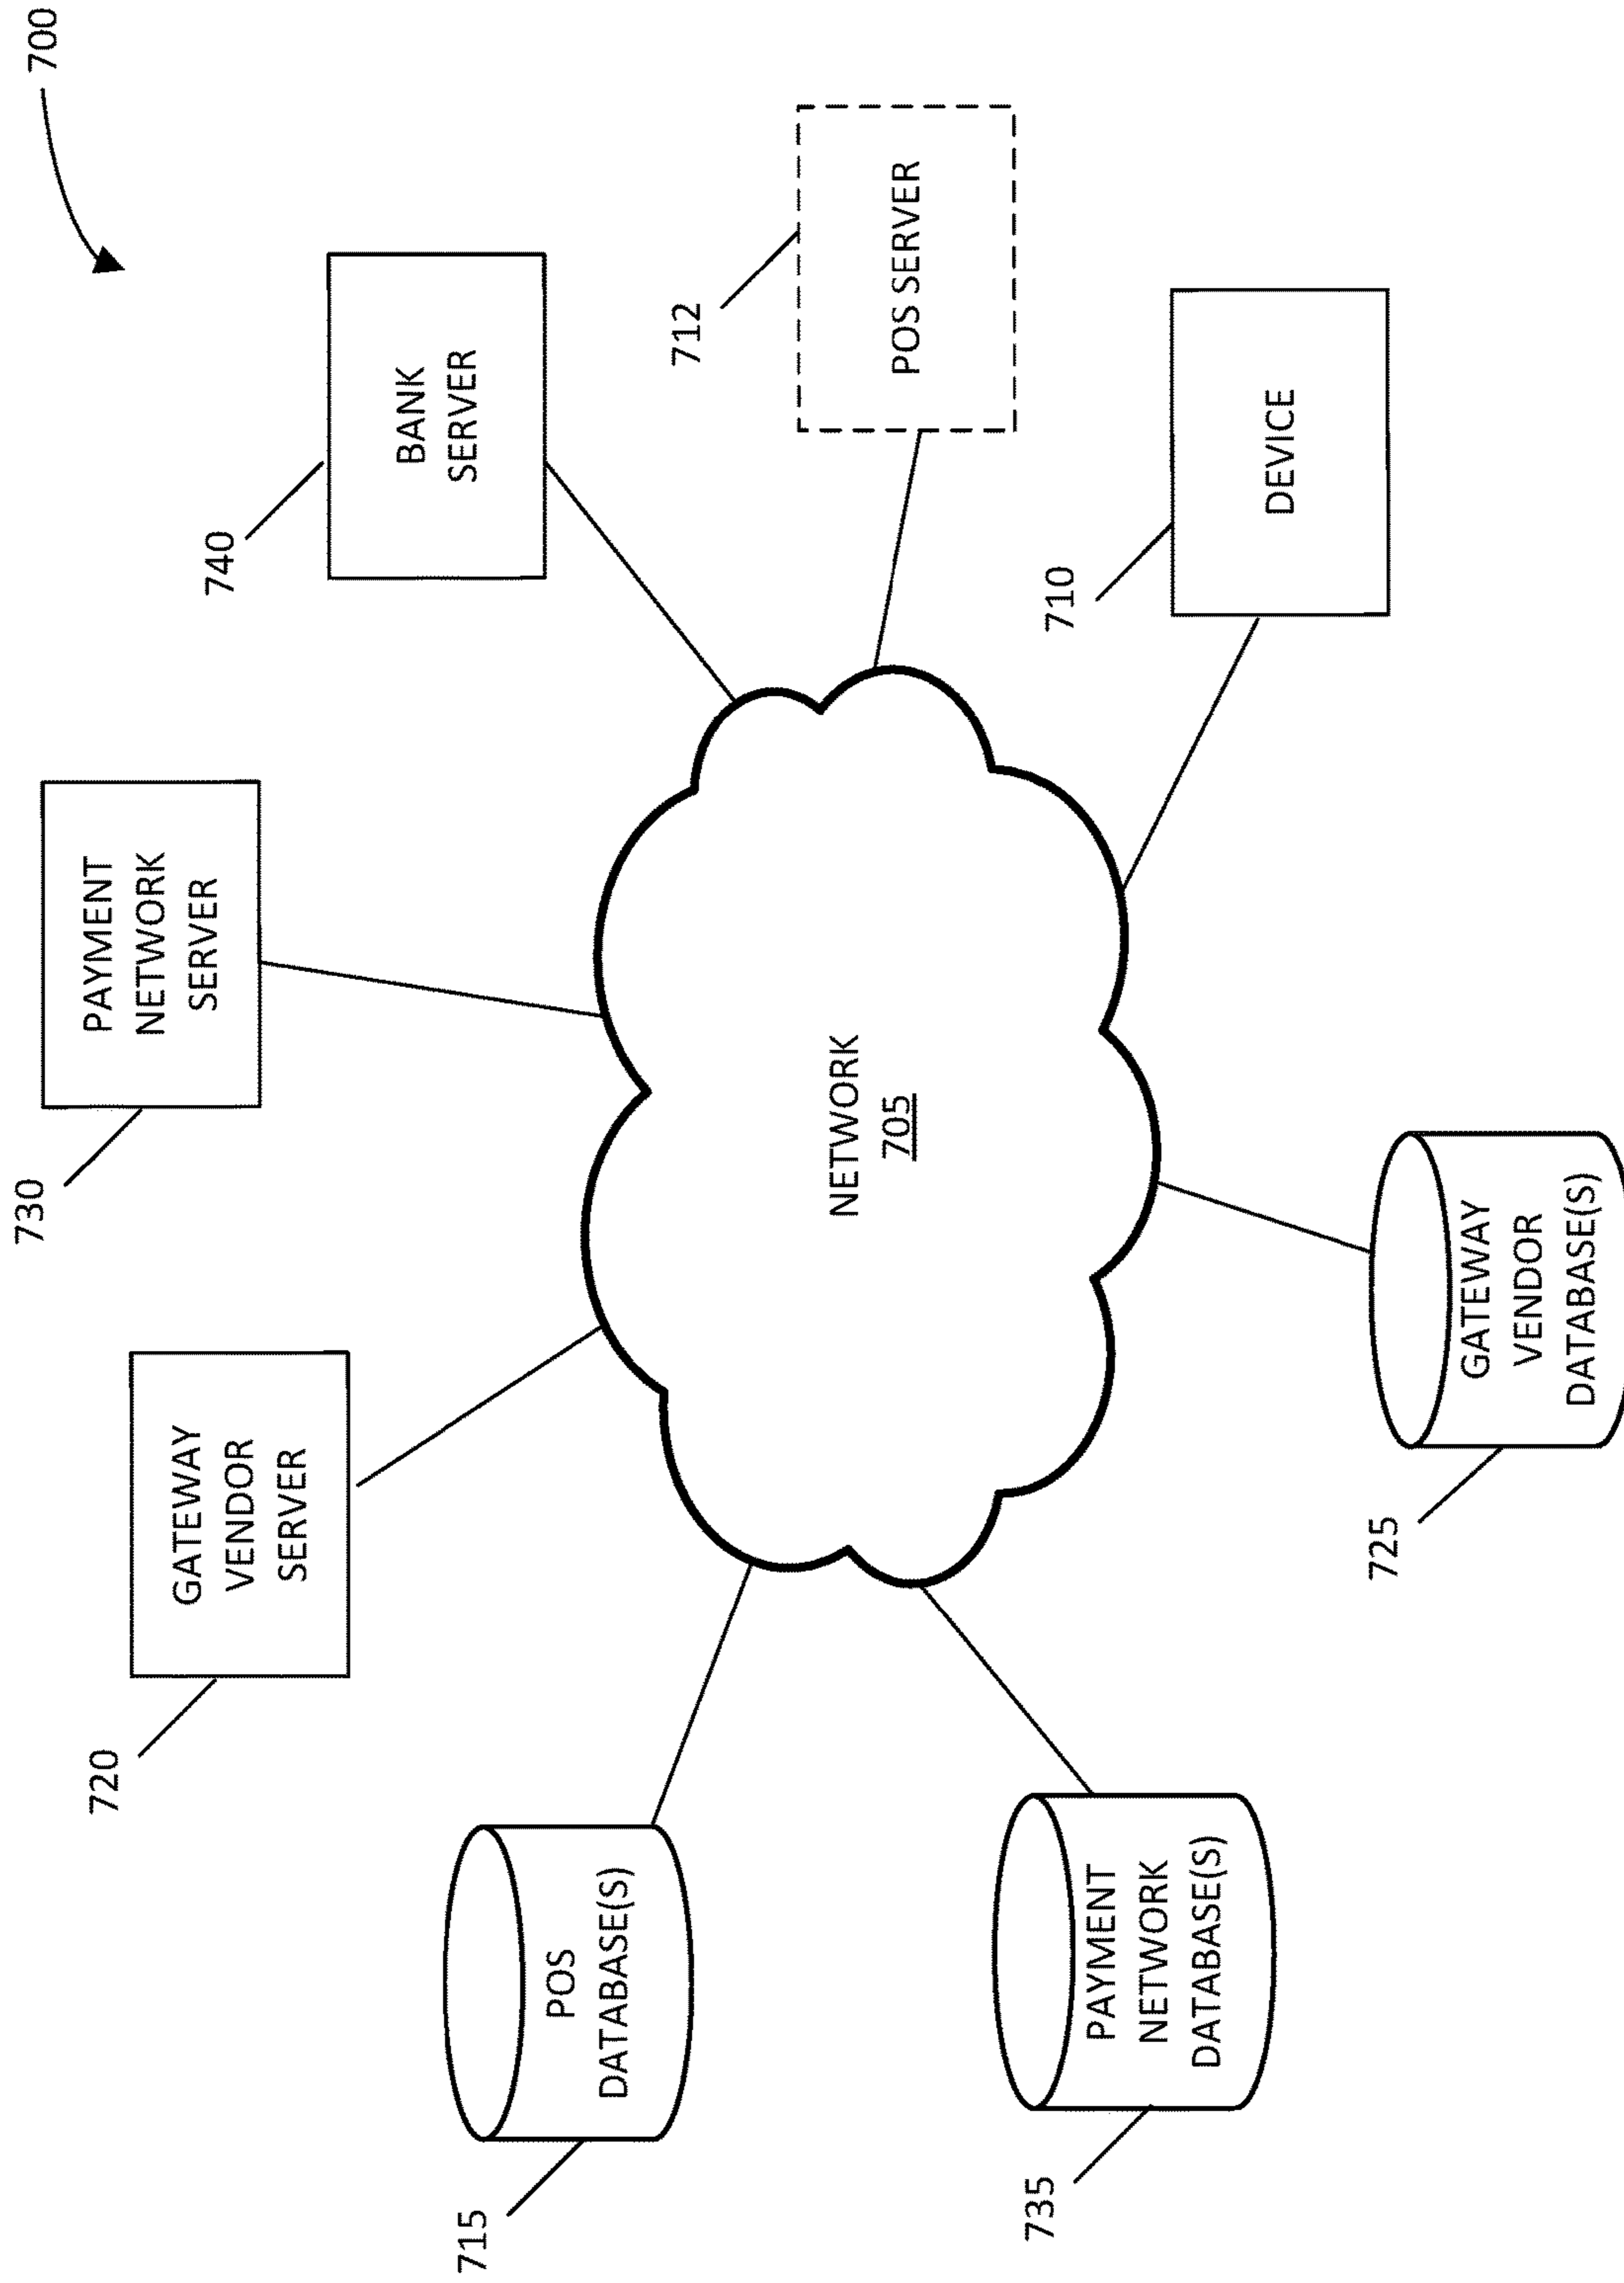 700
730
PAYMENT
NETWORK
SERVER
720
GATEWAY
VENDOR
SERVER
740
BANK
SERVER
715
POS
DATABASE(S)
NETWORK
705
712
POS SERVER
735
PAYMENT
NETWORK
DATABASE(S)
725
GATEWAY
VENDOR
DATABASE(S)
710
DEVICE